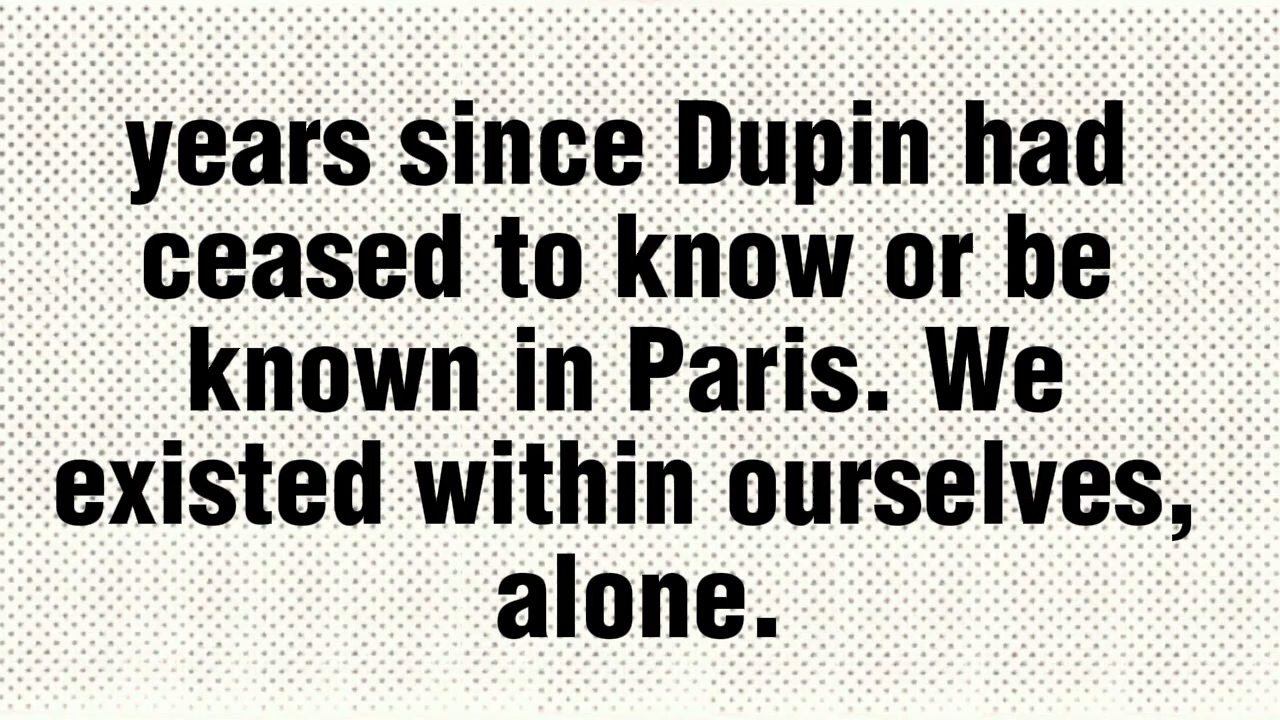 years since Dupin had
ceased to know or be
known in Paris. We
existed within ourselves,
alone.